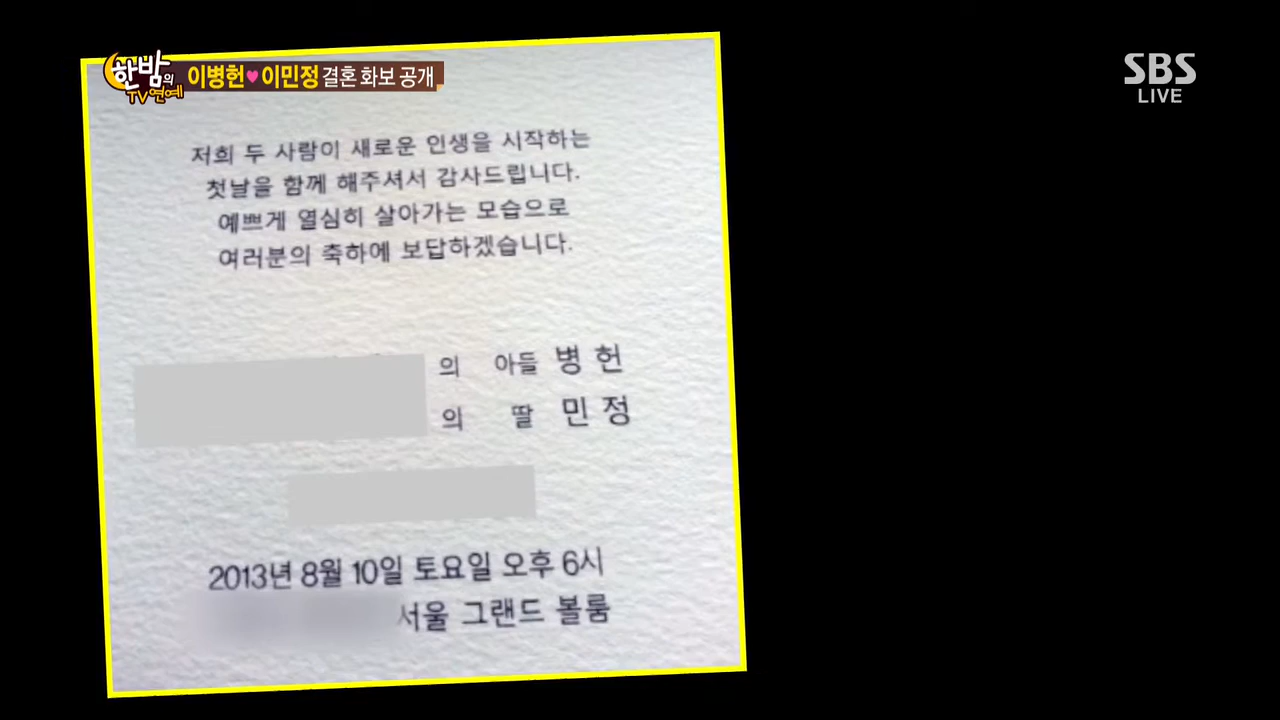 한밤의
TV연예
이병헌♥이민정 결혼 화보 공개
SBS
LIVE
저희 두 사람이 새로운 인생을 시작하는
첫날을 함께 해주셔서 감사드립니다.
예쁘게 열심히 살아가는 모습으로
여러분의 축하에 보답하겠습니다.
의 아들 병헌
의 딸 민정
2013년 8월 10일 토요일 오후 6시
서울 그랜드 볼룸